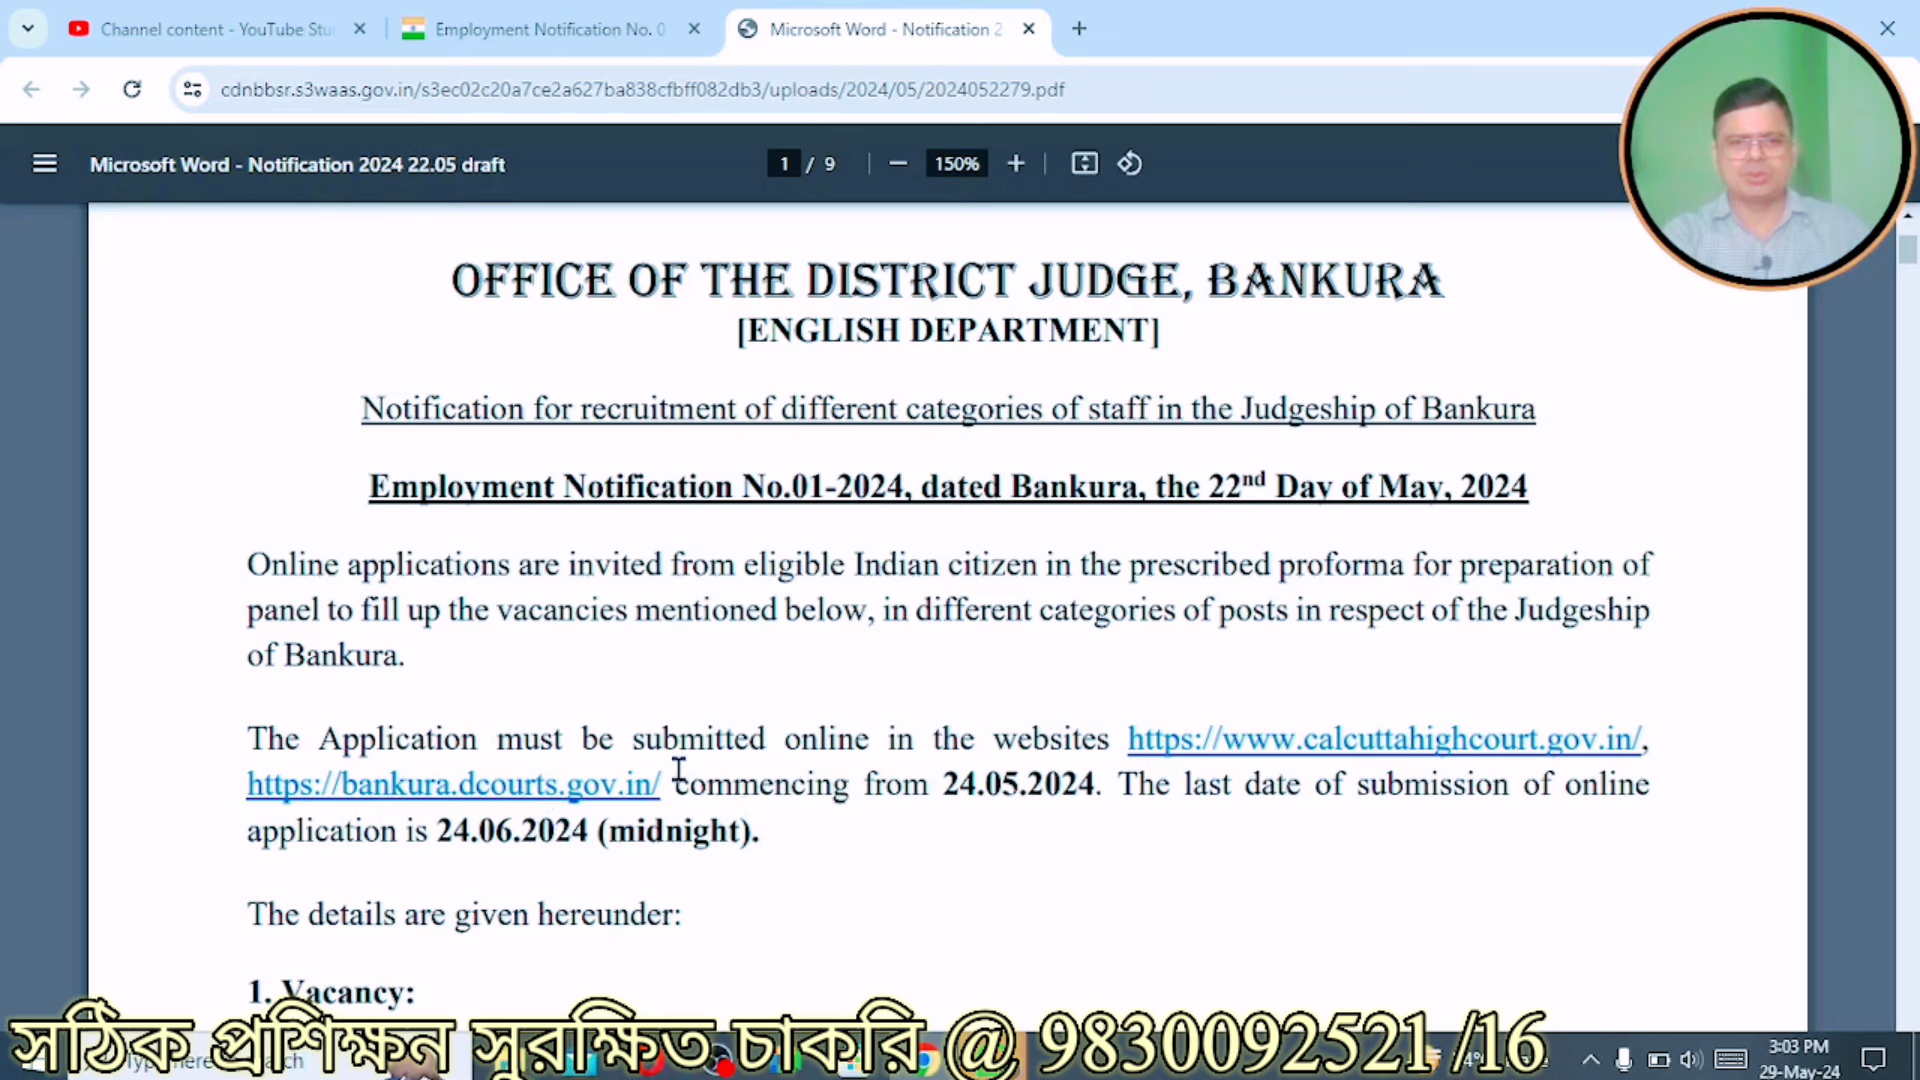 Channel content - YouTube Stu
Employment Notification No. 0
Microsoft Word - Notification 2
cdnbbsr.s3waas.gov.in/s3ec02c20a7ce2a627ba838cfbff082db3/uploads/2024/05/2024052279.pdf
Microsoft Word - Notification 2024 22.05 draft
1 / 9
150%
OFFICE OF THE DISTRICT JUDGE, BANKURA
[ENGLISH DEPARTMENT]
Notification for recruitment of different categories of staff in the Judgeship of Bankura
Employment Notification No.01-2024, dated Bankura, the 22nd Day of May, 2024
Online applications are invited from eligible Indian citizen in the prescribed proforma for preparation of
panel to fill up the vacancies mentioned below, in different categories of posts in respect of the Judgeship
of Bankura.
The Application must be submitted online in the websites https://www.calcuttahighcourt.gov.in/,
https://bankura.dcourts.gov.in/ commencing from 24.05.2024. The last date of submission of online
application is 24.06.2024 (midnight).
The details are given hereunder:
1. Vacancy:
সঠিক প্রশিক্ষন সুরক্ষিত চাকরি @ 9830092521 /16
3:03 PM
29-May-24